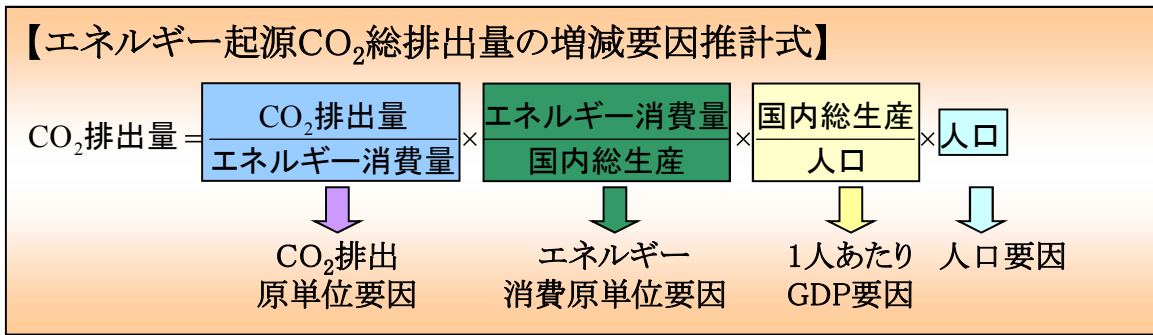 【エネルギー起源CO₂総排出量の増減要因推計式】
CO₂排出量 = CO₂排出量 / エネルギー消費量 × エネルギー消費量 / 国内総生産 × 国内総生産 / 人口 × 人口
CO₂排出
原単位要因
エネルギー
消費原単位要因
1人あたり
GDP要因
人口要因